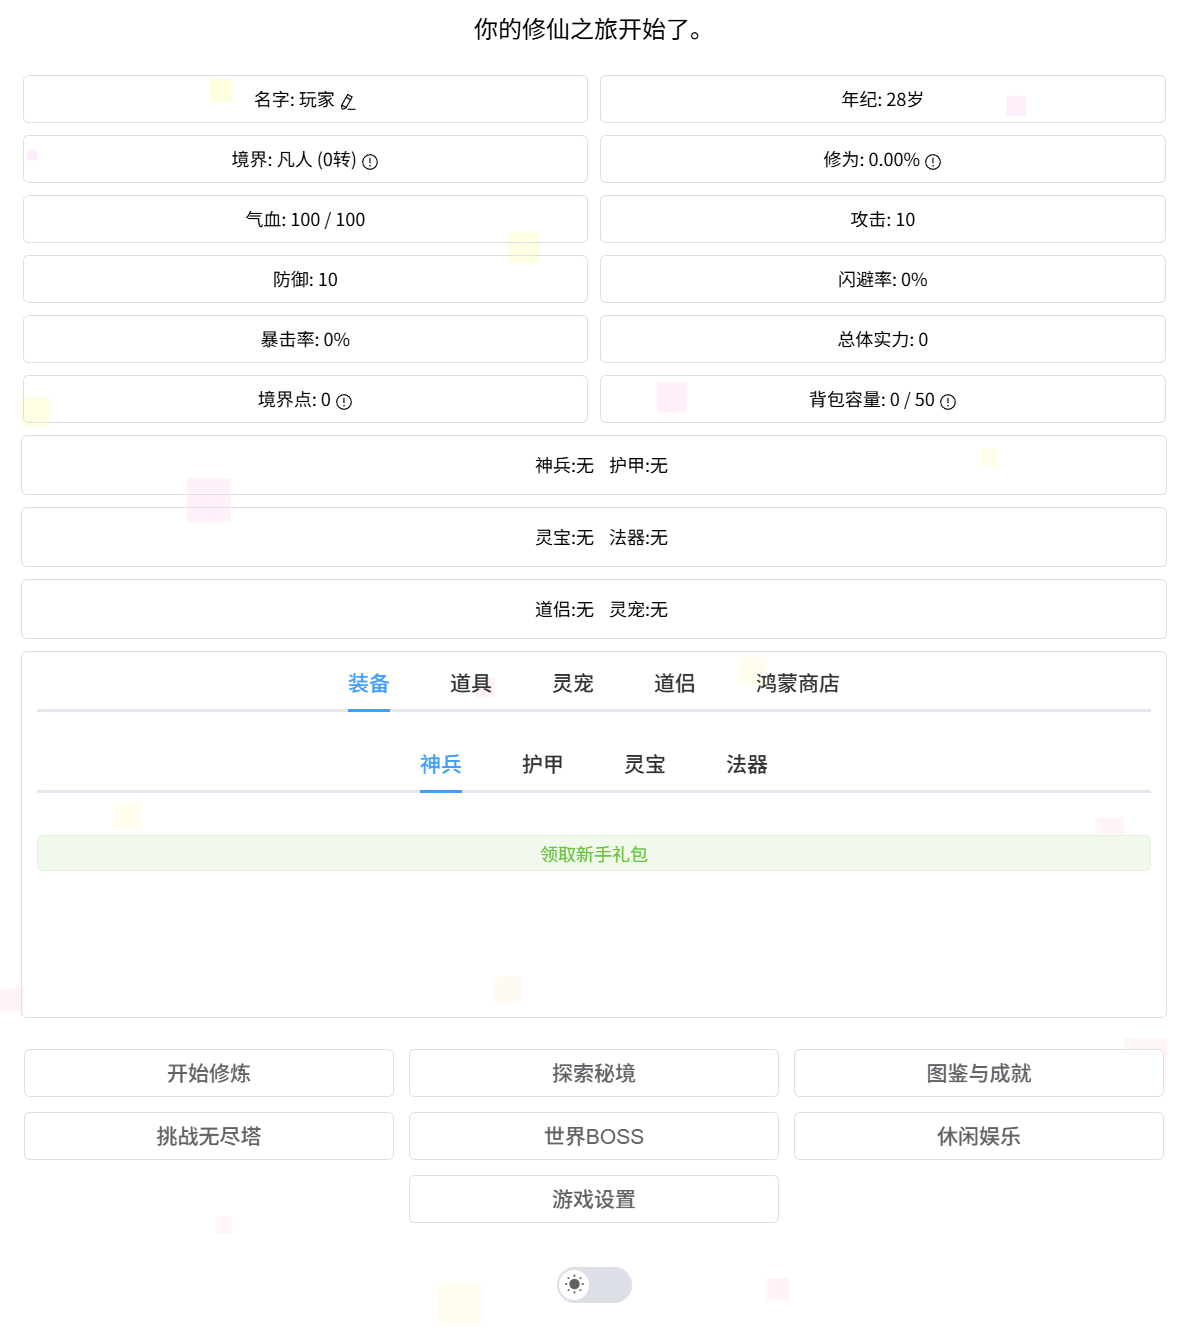 你的修仙之旅开始了。
名字: 玩家
年纪: 28岁
境界: 凡人 (0转)
修为: 0.00%
气血: 100 / 100
攻击: 10
防御: 10
闪避率: 0%
暴击率: 0%
总体实力: 0
境界点: 0
背包容量: 0 / 50
神兵:无 护甲:无
灵宝:无 法器:无
道侣:无 灵宠:无
装备 道具 灵宠 道侣 鸿蒙商店
神兵 护甲 灵宝 法器
领取新手礼包
开始修炼 探索秘境 图鉴与成就
挑战无尽塔 世界BOSS 休闲娱乐
游戏设置